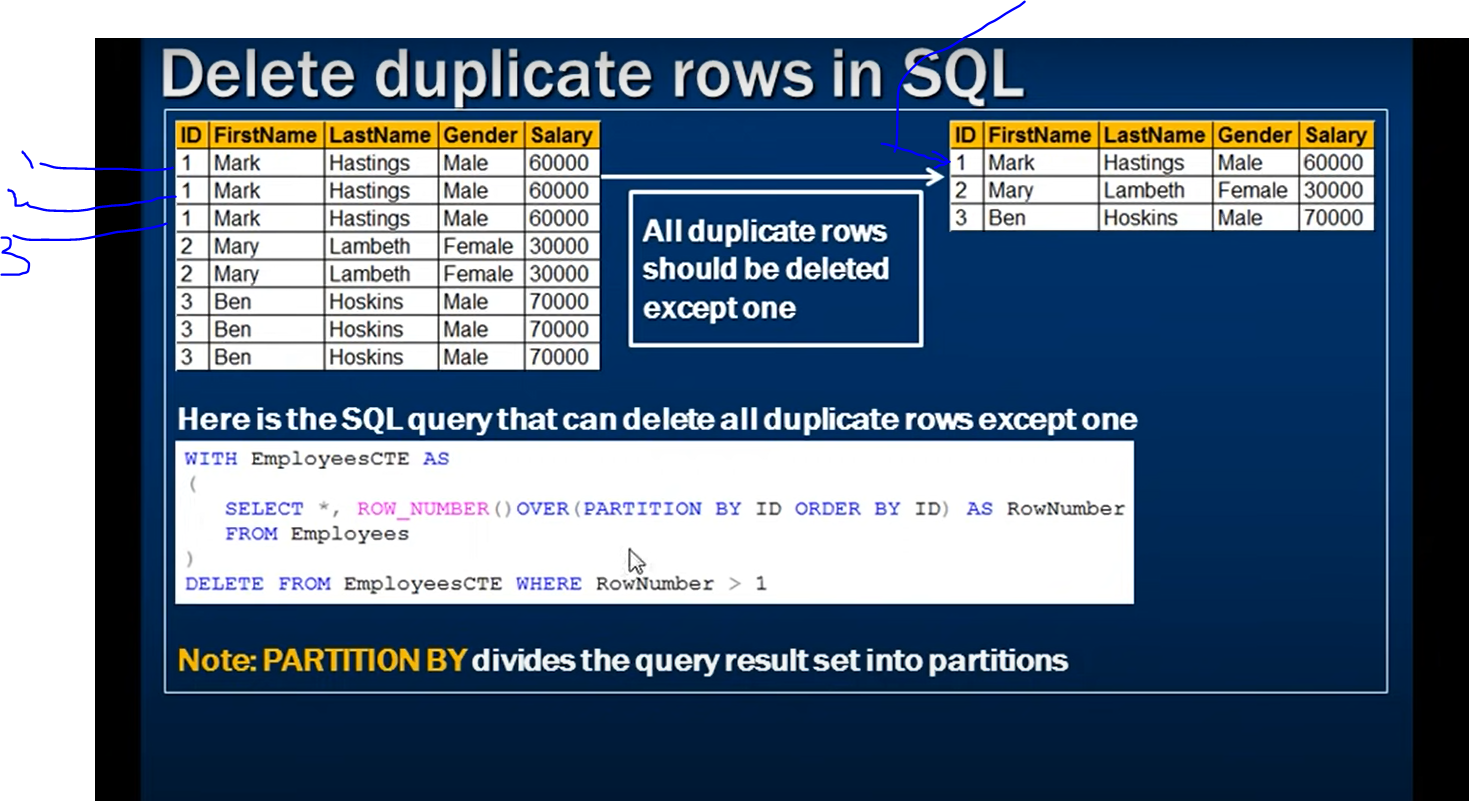 Delete duplicate rows in SQL
ID FirstName LastName Gender Salary
1 Mark Hastings Male 60000
1 Mark Hastings Male 60000
1 Mark Hastings Male 60000
2 Mary Lambeth Female 30000
2 Mary Lambeth Female 30000
3 Ben Hoskins Male 70000
3 Ben Hoskins Male 70000
3 Ben Hoskins Male 70000
1
2
3
All duplicate rows
should be deleted
except one
ID FirstName LastName Gender Salary
1 Mark Hastings Male 60000
2 Mary Lambeth Female 30000
3 Ben Hoskins Male 70000
Here is the SQL query that can delete all duplicate rows except one
WITH EmployeesCTE AS
(
SELECT *, ROW_NUMBER()OVER(PARTITION BY ID ORDER BY ID) AS RowNumber
FROM Employees
)
DELETE FROM EmployeesCTE WHERE RowNumber > 1
Note: PARTITION BY divides the query result set into partitions